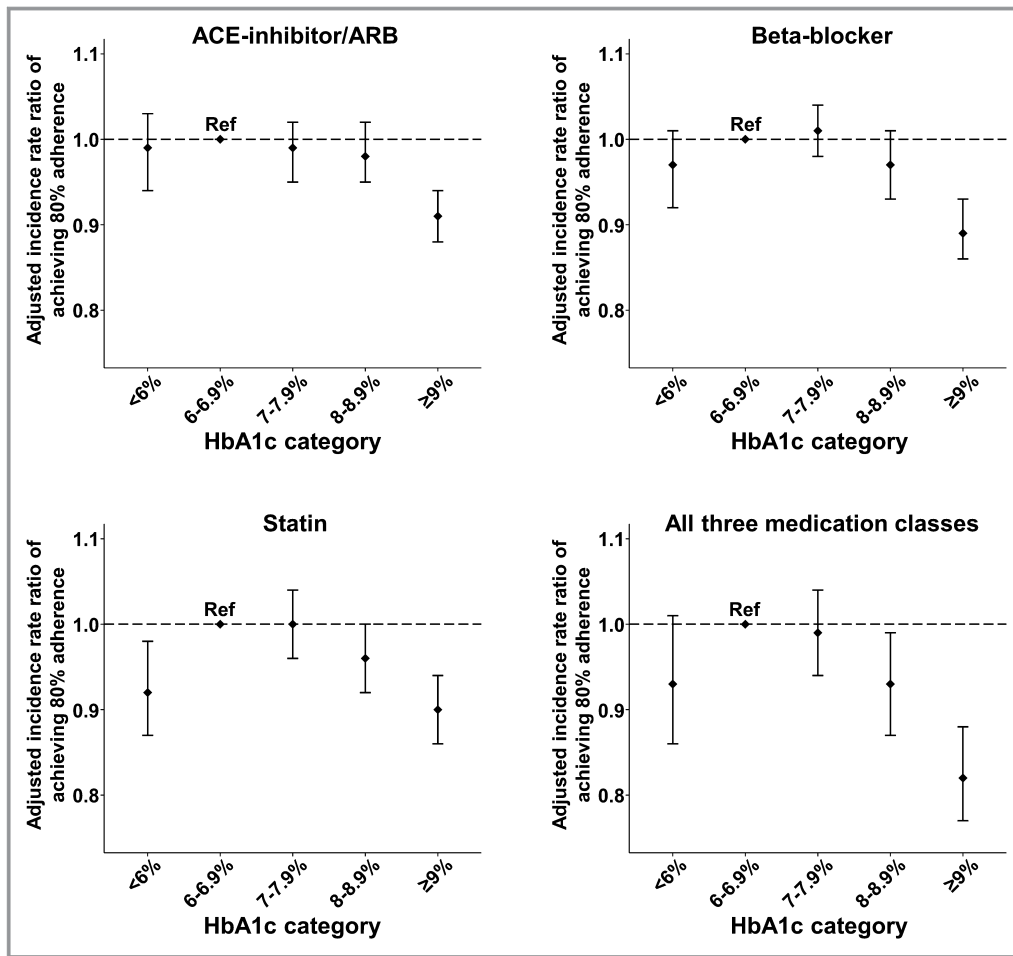 ACE-inhibitor/ARB
Adjusted incidence rate ratio of
achieving 80% adherence
1.1
1.0
0.9
0.8
Ref
<6%
6-6.9%
7-7.9%
8-8.9%
≥9%
HbA1c category
Beta-blocker
Adjusted incidence rate ratio of
achieving 80% adherence
1.1
1.0
0.9
0.8
Ref
<6%
6-6.9%
7-7.9%
8-8.9%
≥9%
HbA1c category
Statin
Adjusted incidence rate ratio of
achieving 80% adherence
1.1
1.0
0.9
0.8
Ref
<6%
6-6.9%
7-7.9%
8-8.9%
≥9%
HbA1c category
All three medication classes
Adjusted incidence rate ratio of
achieving 80% adherence
1.1
1.0
0.9
0.8
Ref
<6%
6-6.9%
7-7.9%
8-8.9%
≥9%
HbA1c category